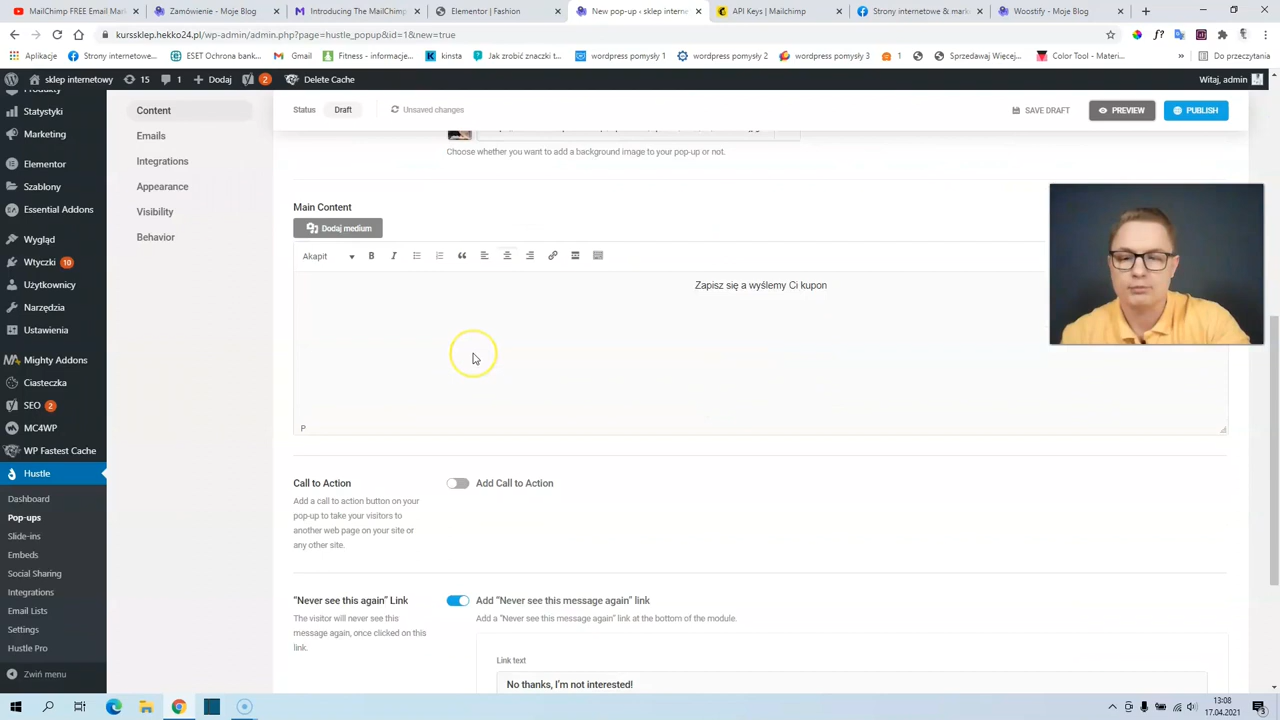 New MailChimp FREE Emai
Zamówienie - Mój Blog
Elementor | Fashion
New pop-up - sklep interne
API Keys | Mailchimp
Strony internetowe & mark
Woostify - Moje Blog
kurssklep.hekko24.pl/wp-admin/admin.php?page=hustle_popup&id=1&new=true
Aplikacje
Strony internetowe...
ESET Ochrona bank...
Gmail
Fitness - informacje,...
kinsta
Jak zrobić znaki to...
wordpress pomysły 1
wordpress pomysły 2
wordpress pomysły 3
1
Sprzedawaj Więcej,...
Color Tool - Materi...
Do przeczytania
sklep internetowy
15
1
Dodaj
2
Delete Cache
Witaj, admin
Produkty
Statystyki
Marketing
Elementor
Szablony
Essential Addons
Wygląd
Wtyczki 10
Użytkownicy
Narzędzia
Ustawienia
Mighty Addons
Ciasteczka
SEO 2
MC4WP
WP Fastest Cache
Hustle
Dashboard
Pop-ups
Slide-ins
Embeds
Social Sharing
Integrations
Email Lists
Settings
Hustle Pro
Zwiń menu
Content
Emails
Integrations
Appearance
Visibility
Behavior
Status
Draft
Unsaved changes
SAVE DRAFT
PREVIEW
PUBLISH
Choose whether you want to add a background image to your pop-up or not.
Main Content
Dodaj medium
Akapit
B
I
Zapisz się a wyślemy Ci kupon
P
Call to Action
Add a call to action button on your
pop-up to take your visitors to
another web page on your site or
any other site.
Add Call to Action
“Never see this again” Link
The visitor will never see this
message again, once clicked on this
link.
Add “Never see this message again” link
Add a “Never see this message again” link at the bottom of the module.
Link text
No thanks, I'm not interested!
13:08
17.04.2021
3